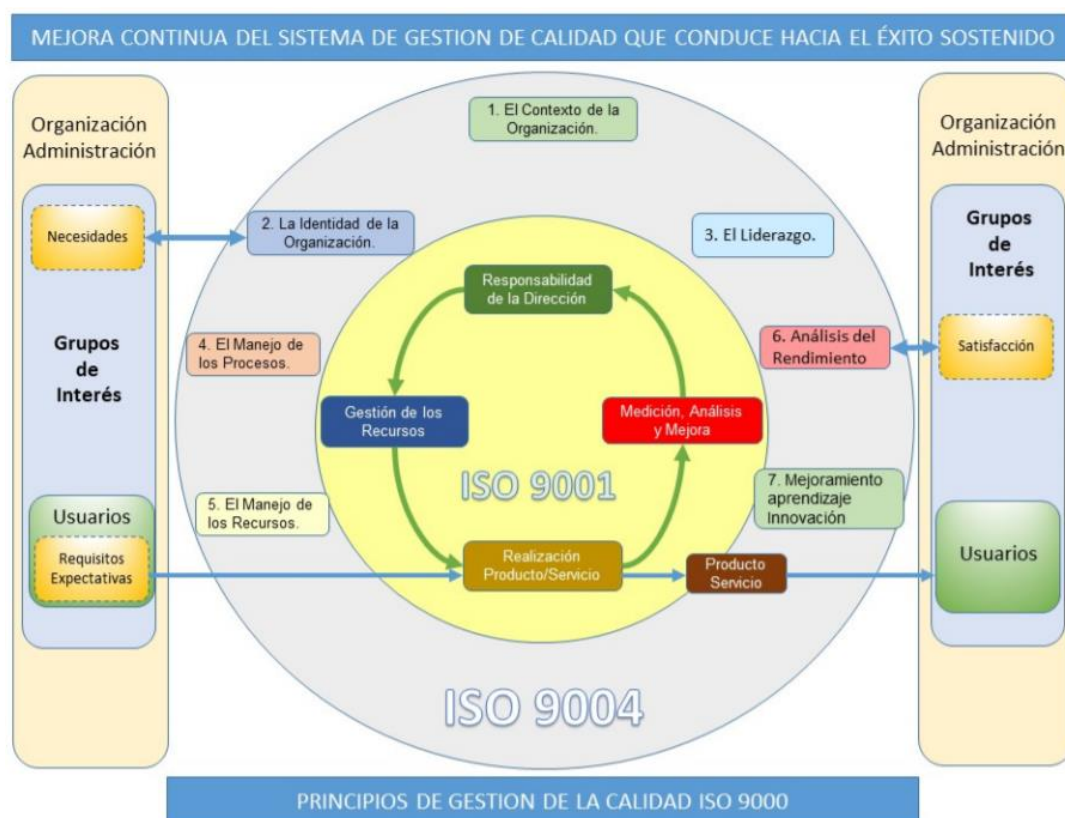 MEJORA CONTINUA DEL SISTEMA DE GESTION DE CALIDAD QUE CONDUCE HACIA EL ÉXITO SOSTENIDO
Organización
Administración
Necesidades
Grupos
de
Interés
Usuarios
Requisitos
Expectativas
1. El Contexto de la
Organización.
2. La Identidad de la
Organización.
3. El Liderazgo.
4. El Manejo de
los Procesos.
5. El Manejo de
los Recursos.
6. Análisis del
Rendimiento
7. Mejoramiento
aprendizaje
Innovación
Responsabilidad
de la Dirección
Gestión de los
Recursos
Medición, Análisis
y Mejora
ISO 9001
Realización
Producto/Servicio
Producto
Servicio
ISO 9004
Organización
Administración
Grupos
de
Interés
Satisfacción
Usuarios
PRINCIPIOS DE GESTION DE LA CALIDAD ISO 9000